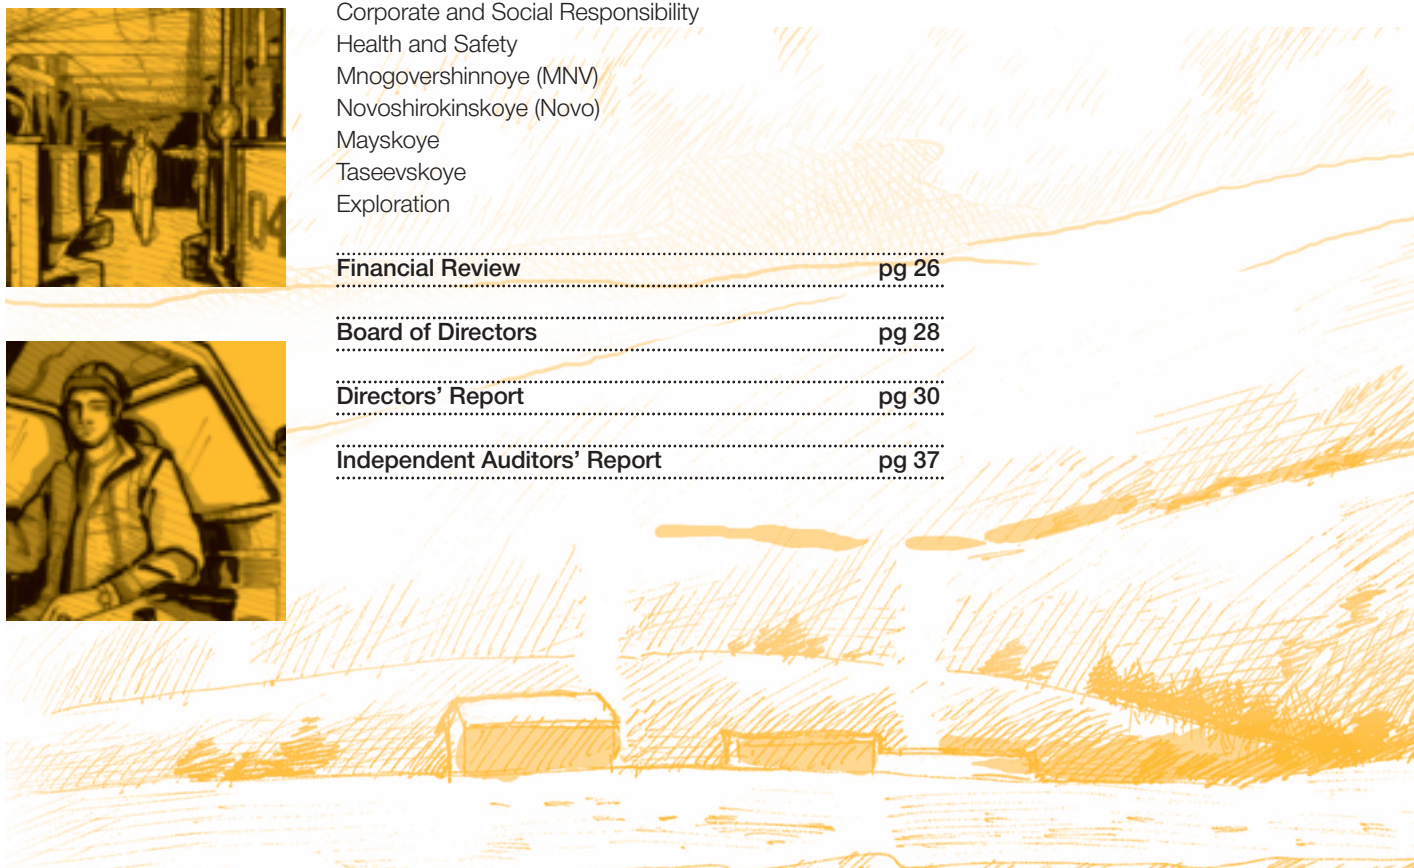 Corporate and Social Responsibility
Health and Safety
Mnogovershinnoye (MNV)
Novoshirokinskoye (Novo)
Mayskoye
Taseevskoye
Exploration
Financial Review pg 26
Board of Directors pg 28
Directors’ Report pg 30
Independent Auditors’ Report pg 37
04